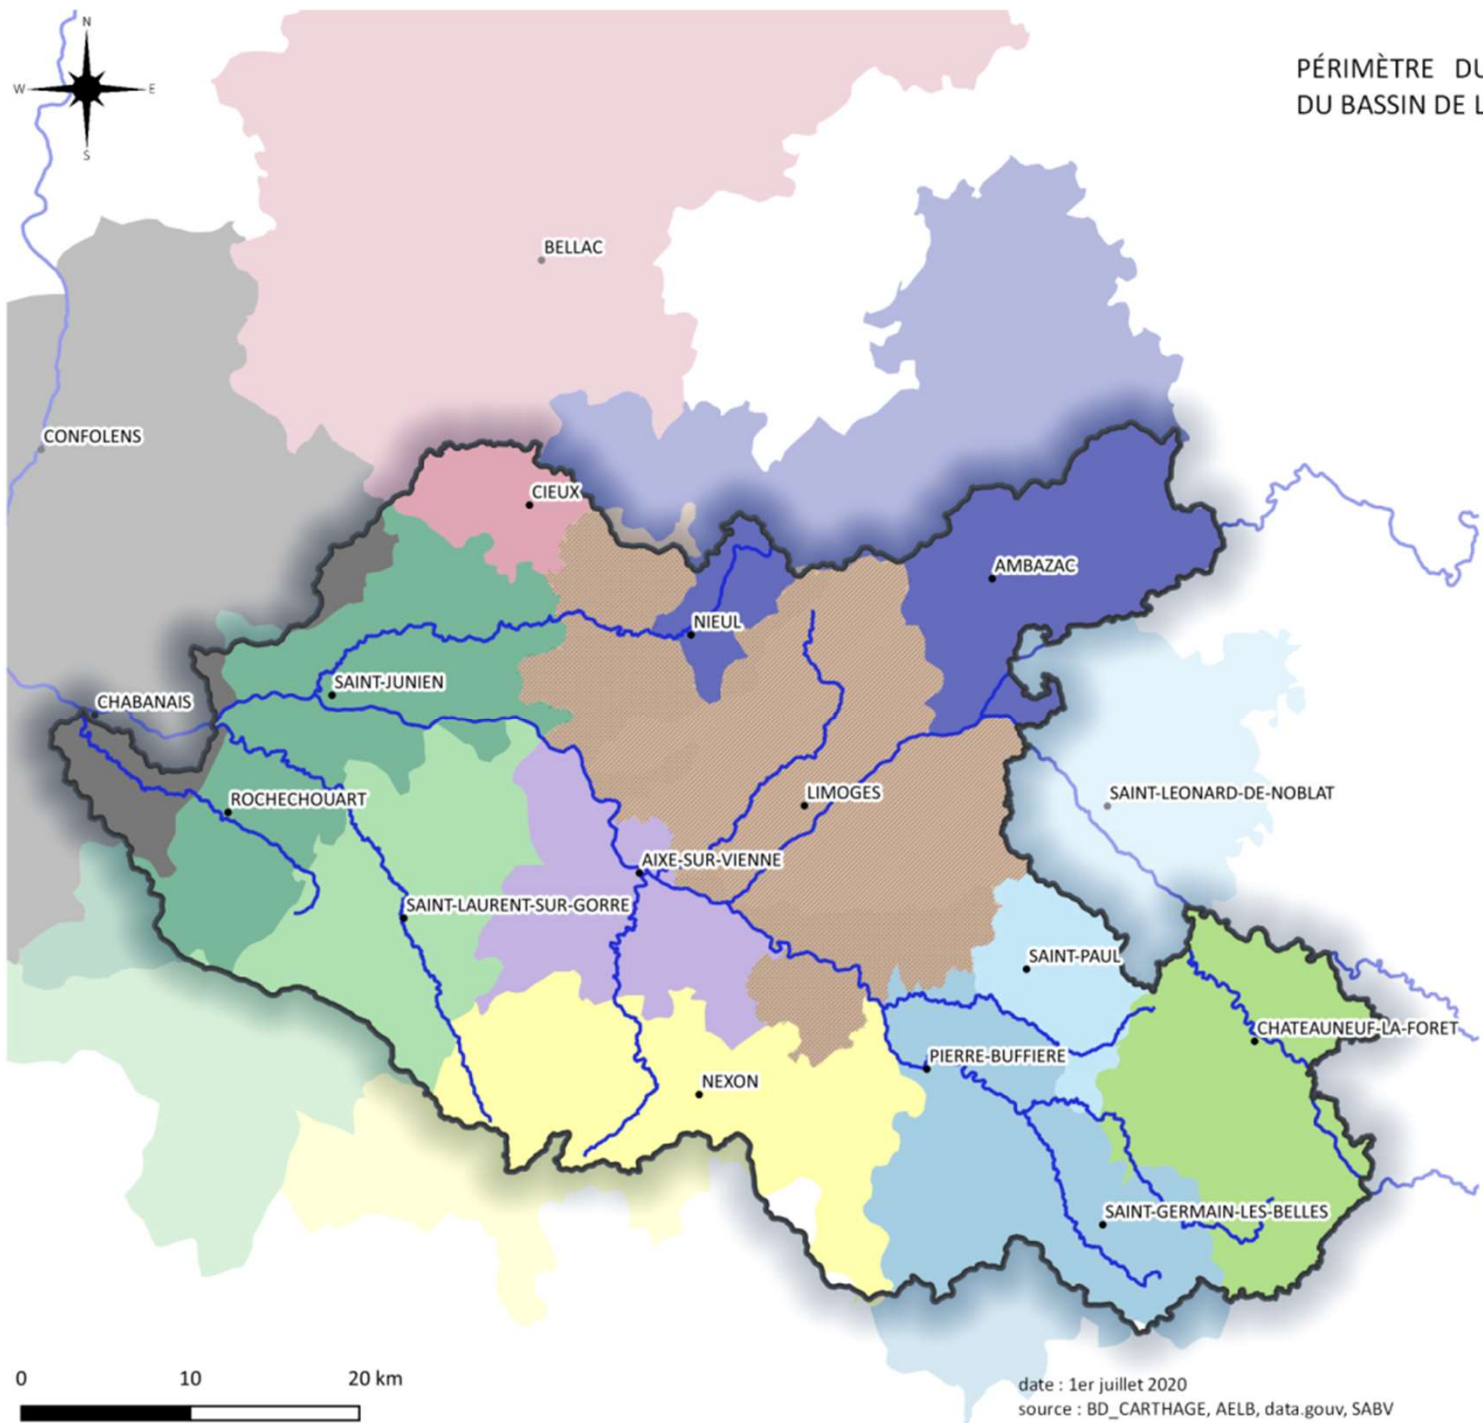 N
PÉRIMÈTRE DU
W E
DU BASSIN DE L
S
BELLAC
CONFOLENS
CIEUX
AMBAZAC
NIEUL
SAINT-JUNIEN
CHABANAIS
ROCHECHOUART
LIMOGES
SAINT-LEONARD-DE-NOBLAT
AIXE-SUR-VIENNE
SAINT-LAURENT-SUR-GORRE
SAINT-PAUL
CHATEAUNEUF-LA-FORET
PIERRE-BUFFIERE
NEXON
SAINT-GERMAIN-LES-BELLES
0 10 20 km
date : 1er juillet 2020
source : BD_CARTHAGE, AELB, data.gouv, SABV